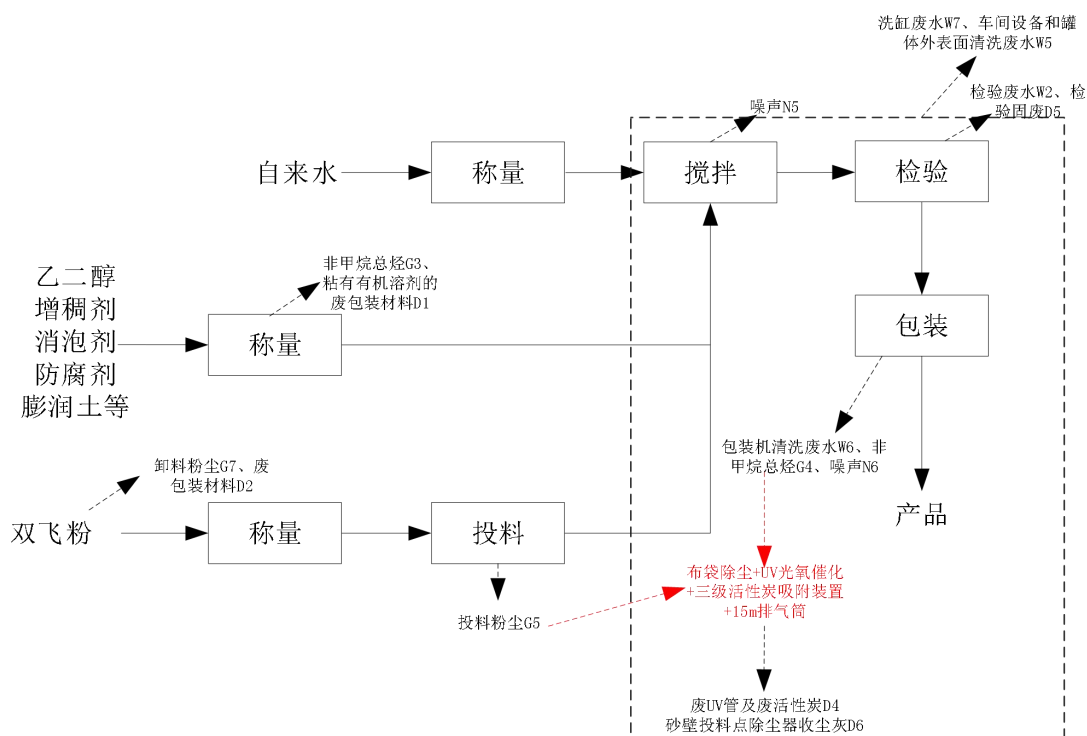 洗缸废水W7、车间设备和罐
体外表面清洗废水W5
检验废水W2、检
验固废D5
噪声N5
自来水
称量
搅拌
检验
非甲烷总烃G3、
粘有有机溶剂的
废包装材料D1
乙二醇
增稠剂
消泡剂
防腐剂
膨润土等
称量
包装
包装机清洗废水W6、非
甲烷总烃G4、噪声N6
卸料粉尘G7、废
包装材料D2
双飞粉
称量
投料
产品
布袋除尘+UV光氧催化
+三级活性炭吸附装置
+15m排气筒
投料粉尘G5
废UV管及废活性炭D4
砂壁投料点除尘器收尘灰D6